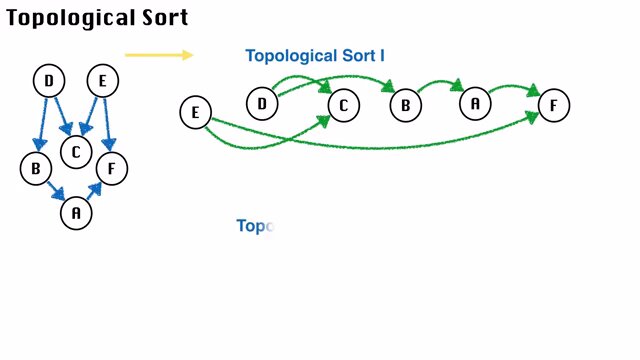 Topological Sort
Topological Sort I
D E
E D C B A F
C
B F
A
Topo